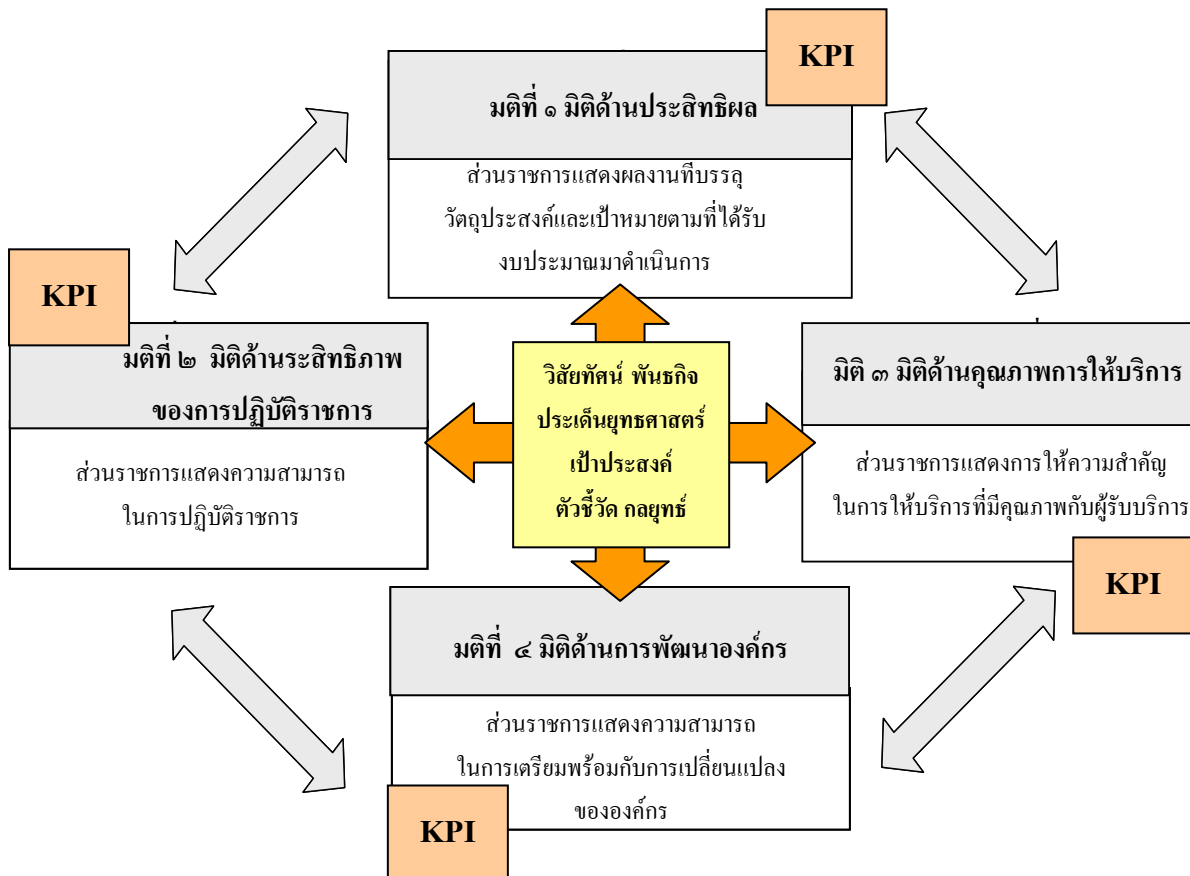 KPI
มติที่ ๑ มิติด้านประสิทธิผล
ส่วนราชการแสดงผลงานที่บรรลุ
วัตถุประสงค์และเป้าหมายตามที่ได้รับ
งบประมาณมาดำเนินการ
KPI
มติที่ ๒ มิติด้านระสิทธิภาพ
ของการปฏิบัติราชการ
ส่วนราชการแสดงความสามารถ
ในการปฏิบัติราชการ
วิสัยทัศน์ พันธกิจ
ประเด็นยุทธศาสตร์
เป้าประสงค์
ตัวชี้วัด กลยุทธ์
มิติ ๓ มิติด้านคุณภาพการให้บริการ
ส่วนราชการแสดงการให้ความสำคัญ
ในการให้บริการที่มีคุณภาพกับผู้รับบริการ
KPI
มติที่ ๔ มิติด้านการพัฒนาองค์กร
ส่วนราชการแสดงความสามารถ
ในการเตรียมพร้อมกับการเปลี่ยนแปลง
ขององค์กร
KPI